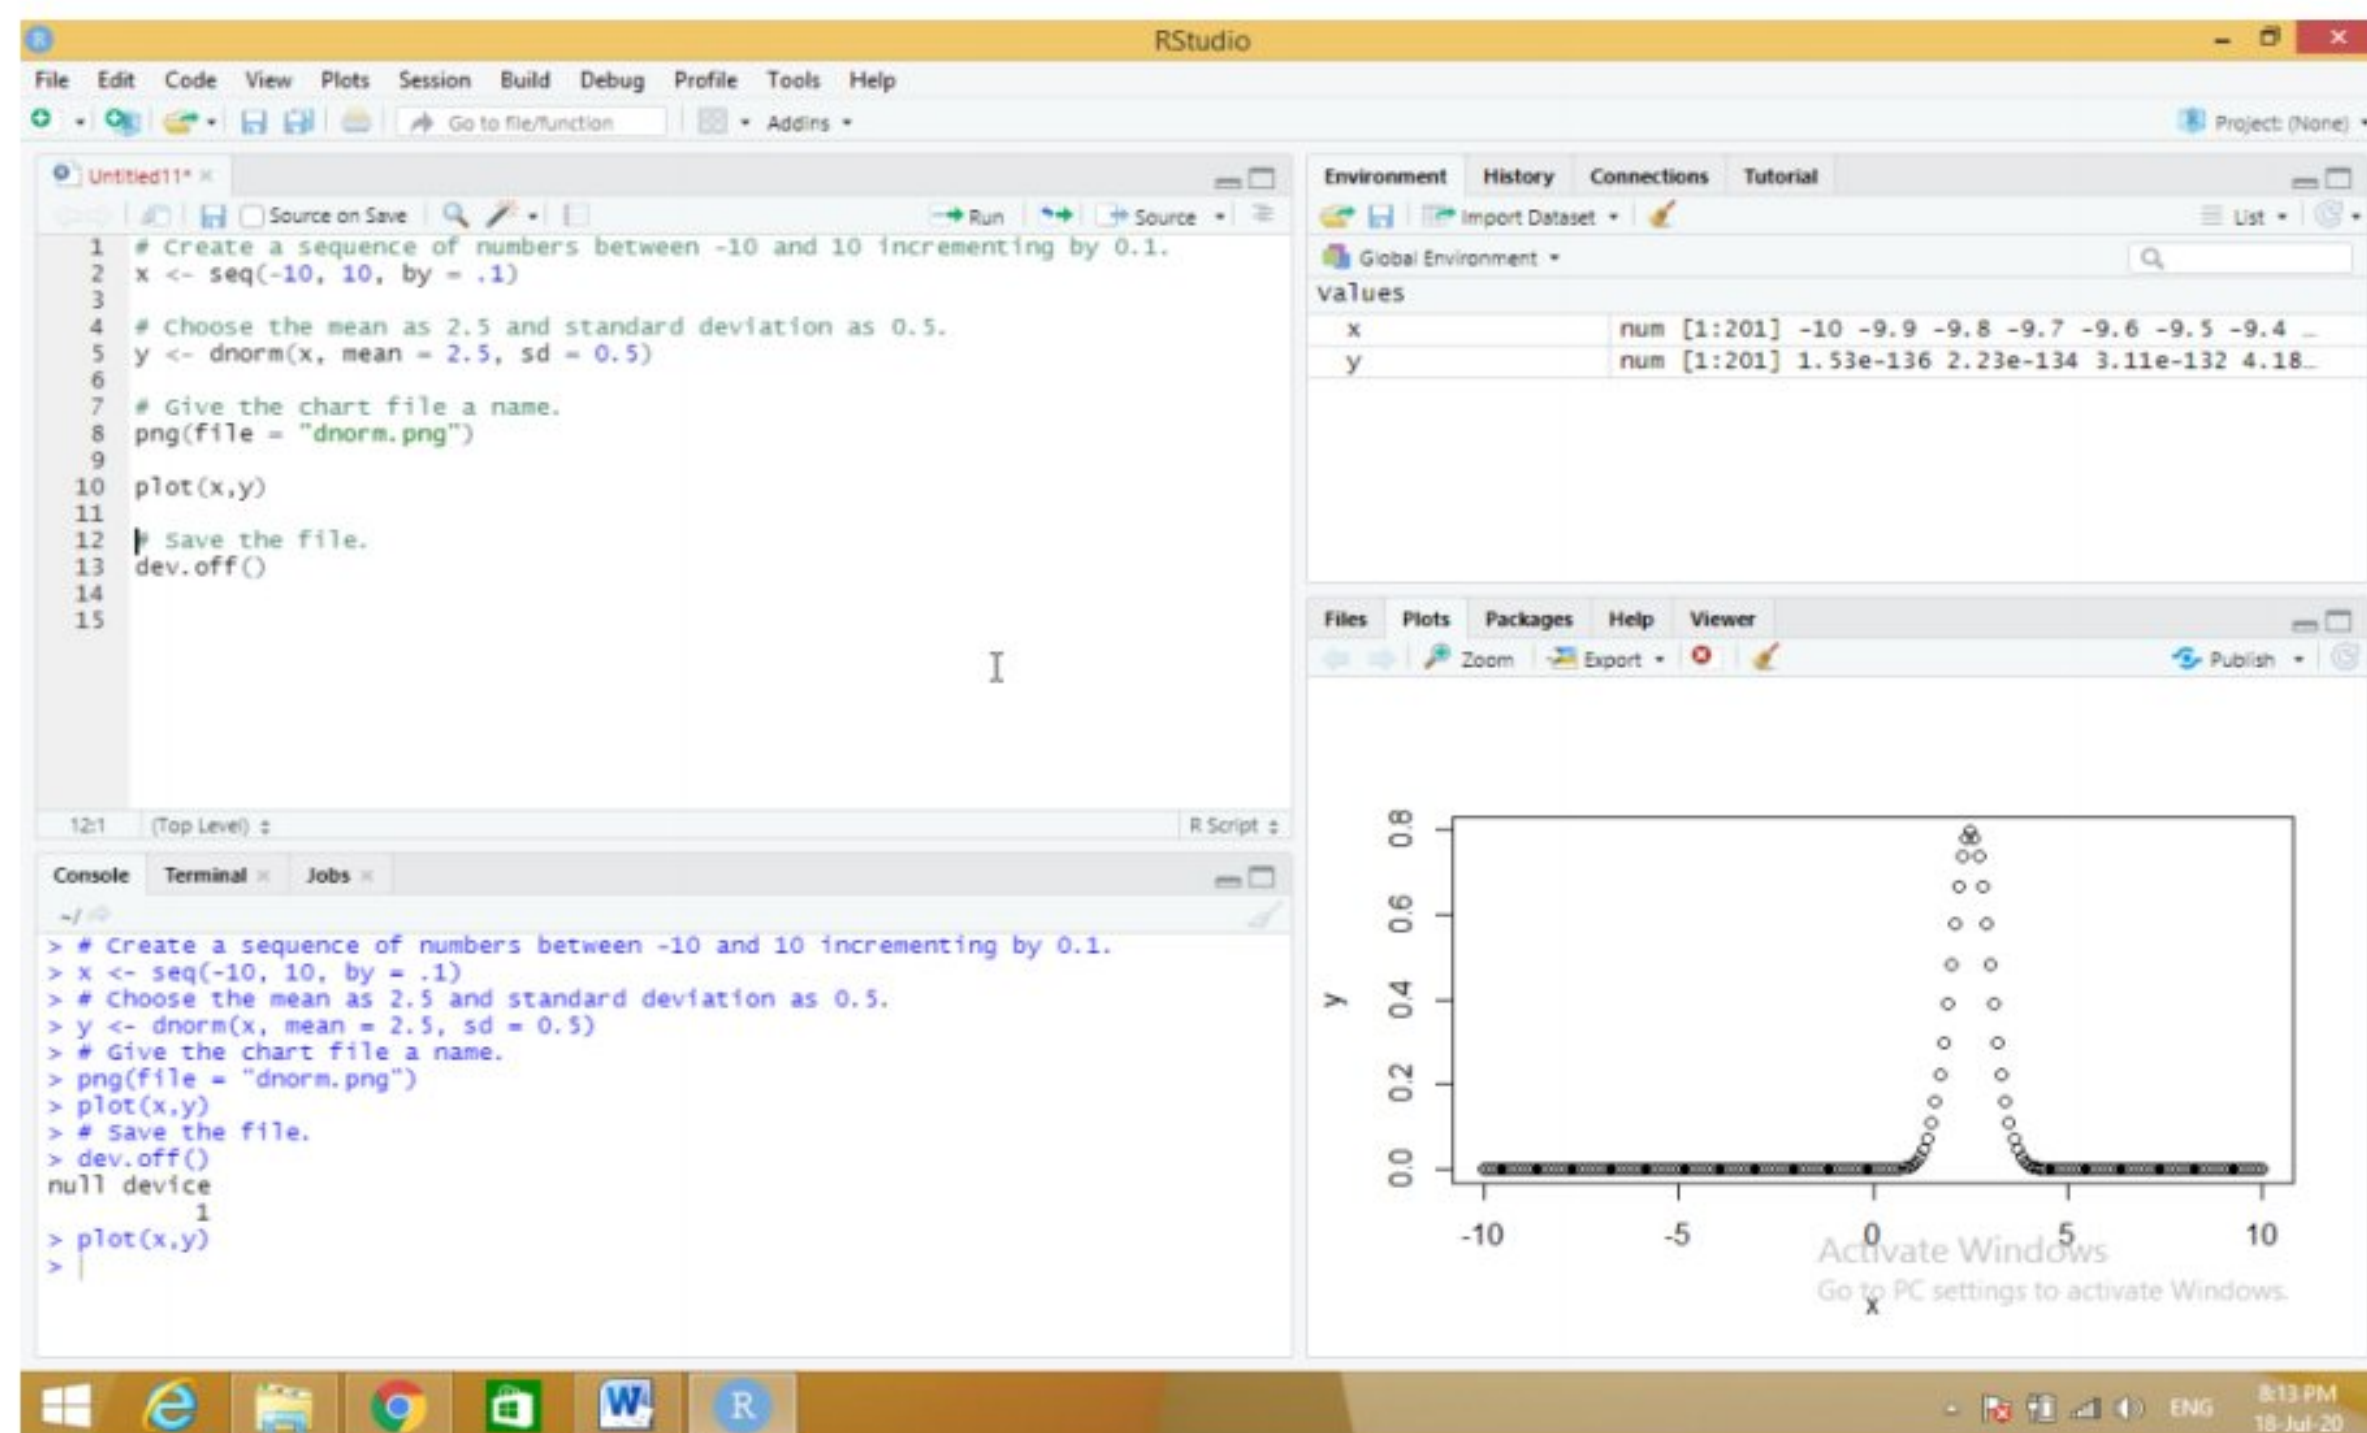 RStudio
File Edit Code View Plots Session Build Debug Profile Tools Help
Go to file/function Addins Project: (None)
Untitled11*
Source on Save Run Source
1 # Create a sequence of numbers between -10 and 10 incrementing by 0.1.
2 x <- seq(-10, 10, by = .1)
3
4 # Choose the mean as 2.5 and standard deviation as 0.5.
5 y <- dnorm(x, mean = 2.5, sd = 0.5)
6
7 # Give the chart file a name.
8 png(file = "dnorm.png")
9
10 plot(x,y)
11
12 # Save the file.
13 dev.off()
14
15
12:1 (Top Level) R Script
Console Terminal Jobs
~/
> # Create a sequence of numbers between -10 and 10 incrementing by 0.1.
> x <- seq(-10, 10, by = .1)
> # Choose the mean as 2.5 and standard deviation as 0.5.
> y <- dnorm(x, mean = 2.5, sd = 0.5)
> # Give the chart file a name.
> png(file = "dnorm.png")
> plot(x,y)
> # Save the file.
> dev.off()
null device
1
> plot(x,y)
>
Environment History Connections Tutorial
Import Dataset List
Global Environment
values
x num [1:201] -10 -9.9 -9.8 -9.7 -9.6 -9.5 -9.4 …
y num [1:201] 1.53e-136 2.23e-134 3.11e-132 4.18…
Files Plots Packages Help Viewer
Zoom Export Publish
0.8
0.6
0.4
0.2
0.0
y
-10 -5 0 5 10
x
Activate Windows
Go to PC settings to activate Windows.
W R ENG 8:13 PM
18-Jul-20